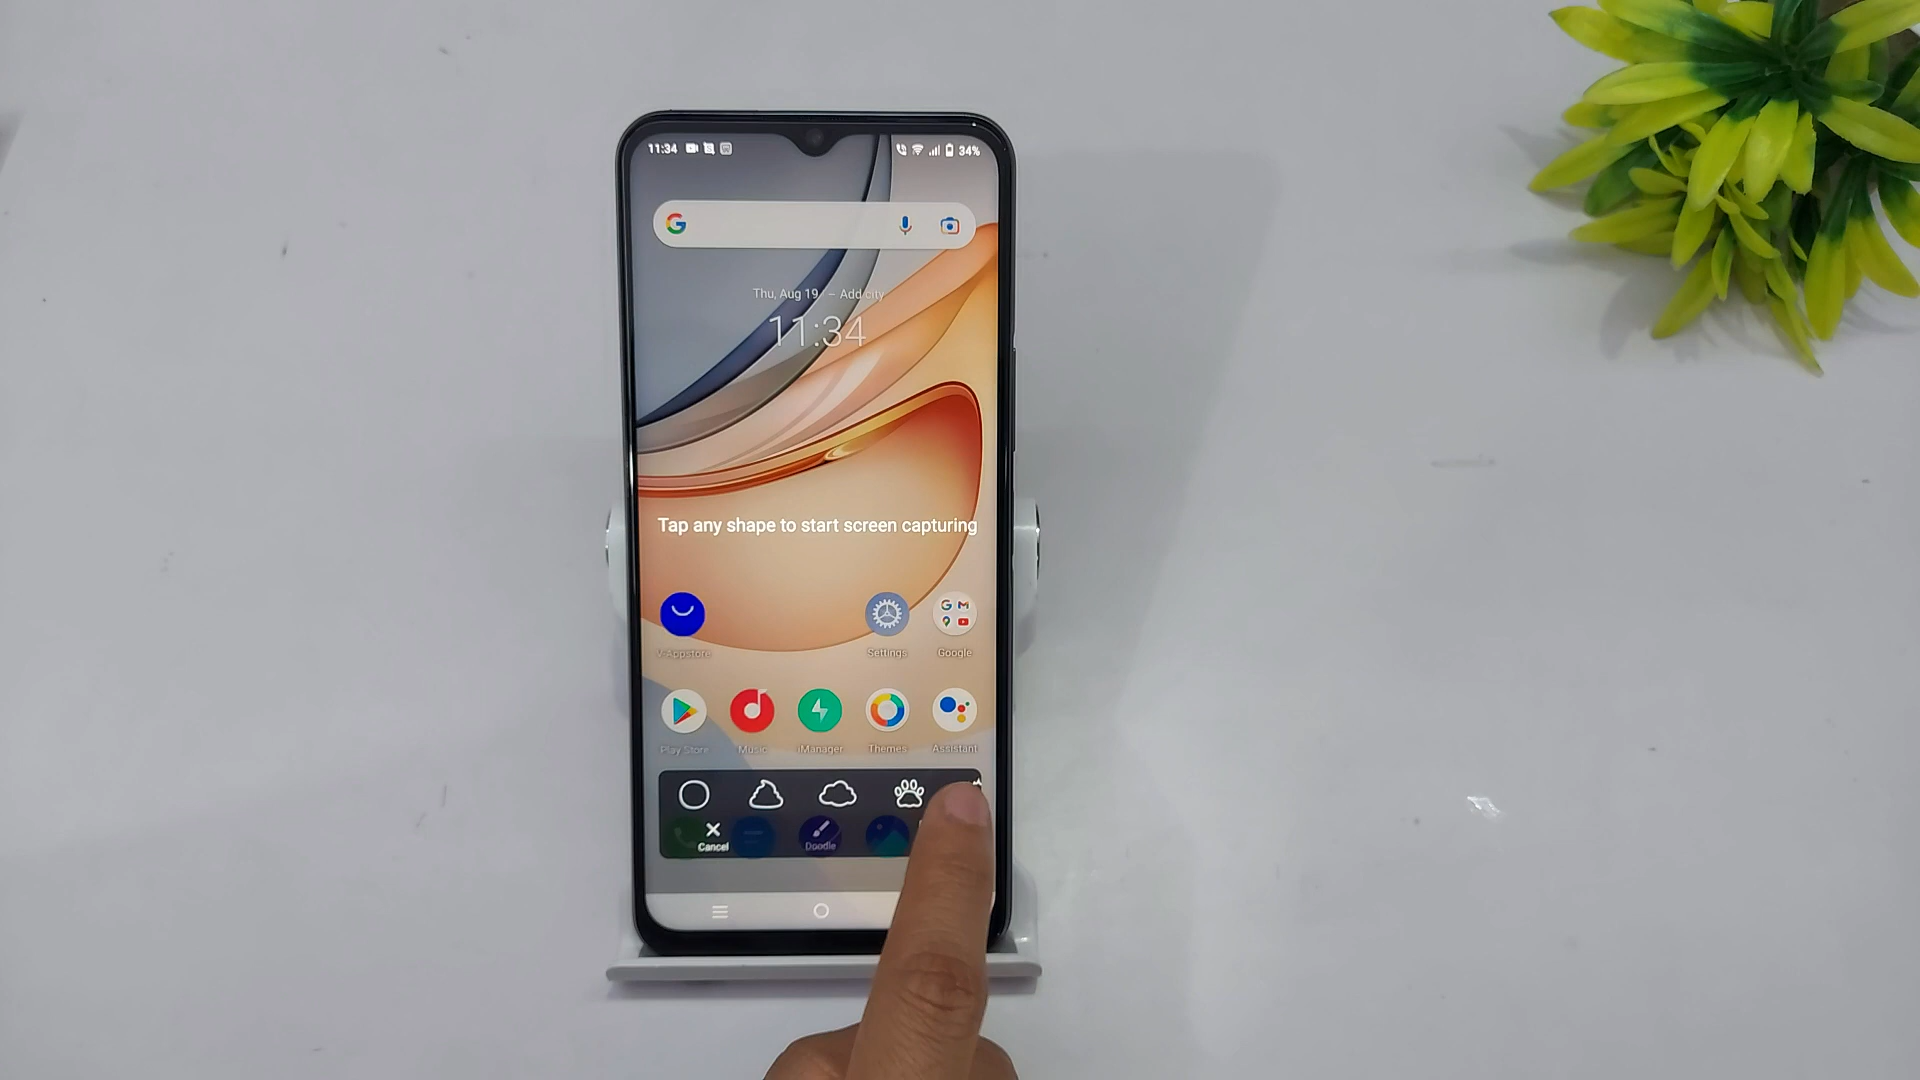 11:34 34%
Thu, Aug 19 – Add city
11:34
Tap any shape to start screen capturing
V-Appstore Settings Google
Play Store Music iManager Themes Assistant
Cancel Doodle